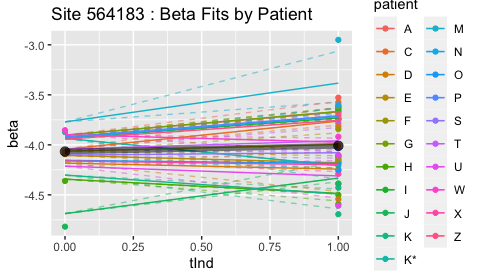 Site 564183 : Beta Fits by Patient
-3.0
-3.5
-4.0
-4.5
beta
0.00 0.25 0.50 0.75 1.00
tInd
patient
A M
C N
D O
E P
F S
G T
H U
I W
J X
K Z
K*